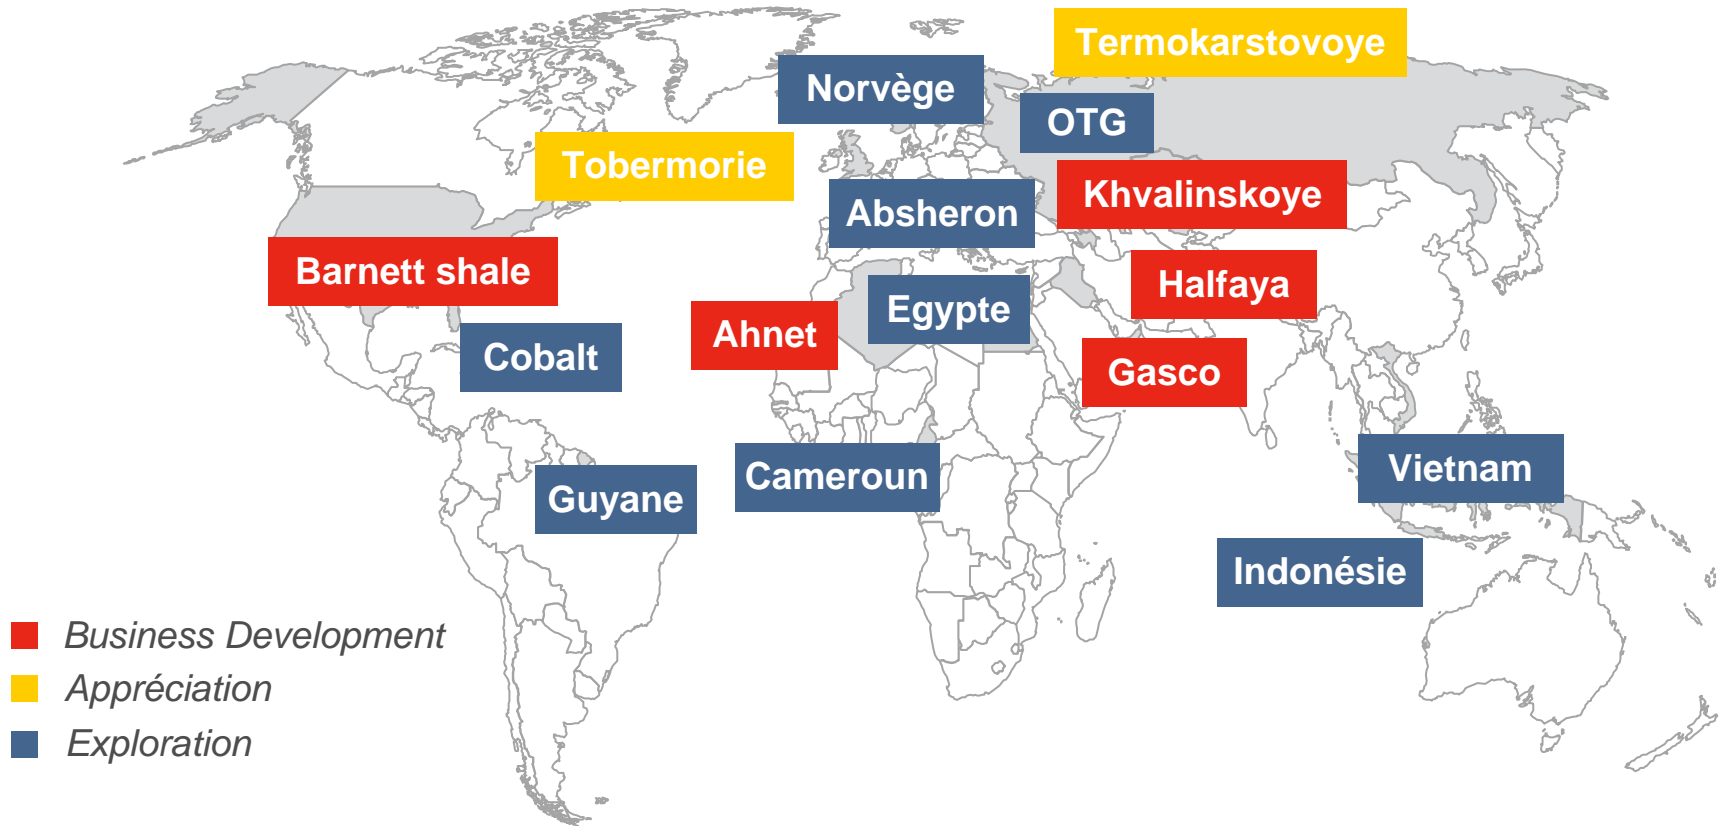 Termokarstovoye
Norvège
OTG
Tobermorie
Khvalinskoye
Absheron
Barnett shale
Halfaya
Egypte
Ahnet
Cobalt
Gasco
Cameroun
Vietnam
Guyane
Indonésie
Business Development
Appréciation
Exploration